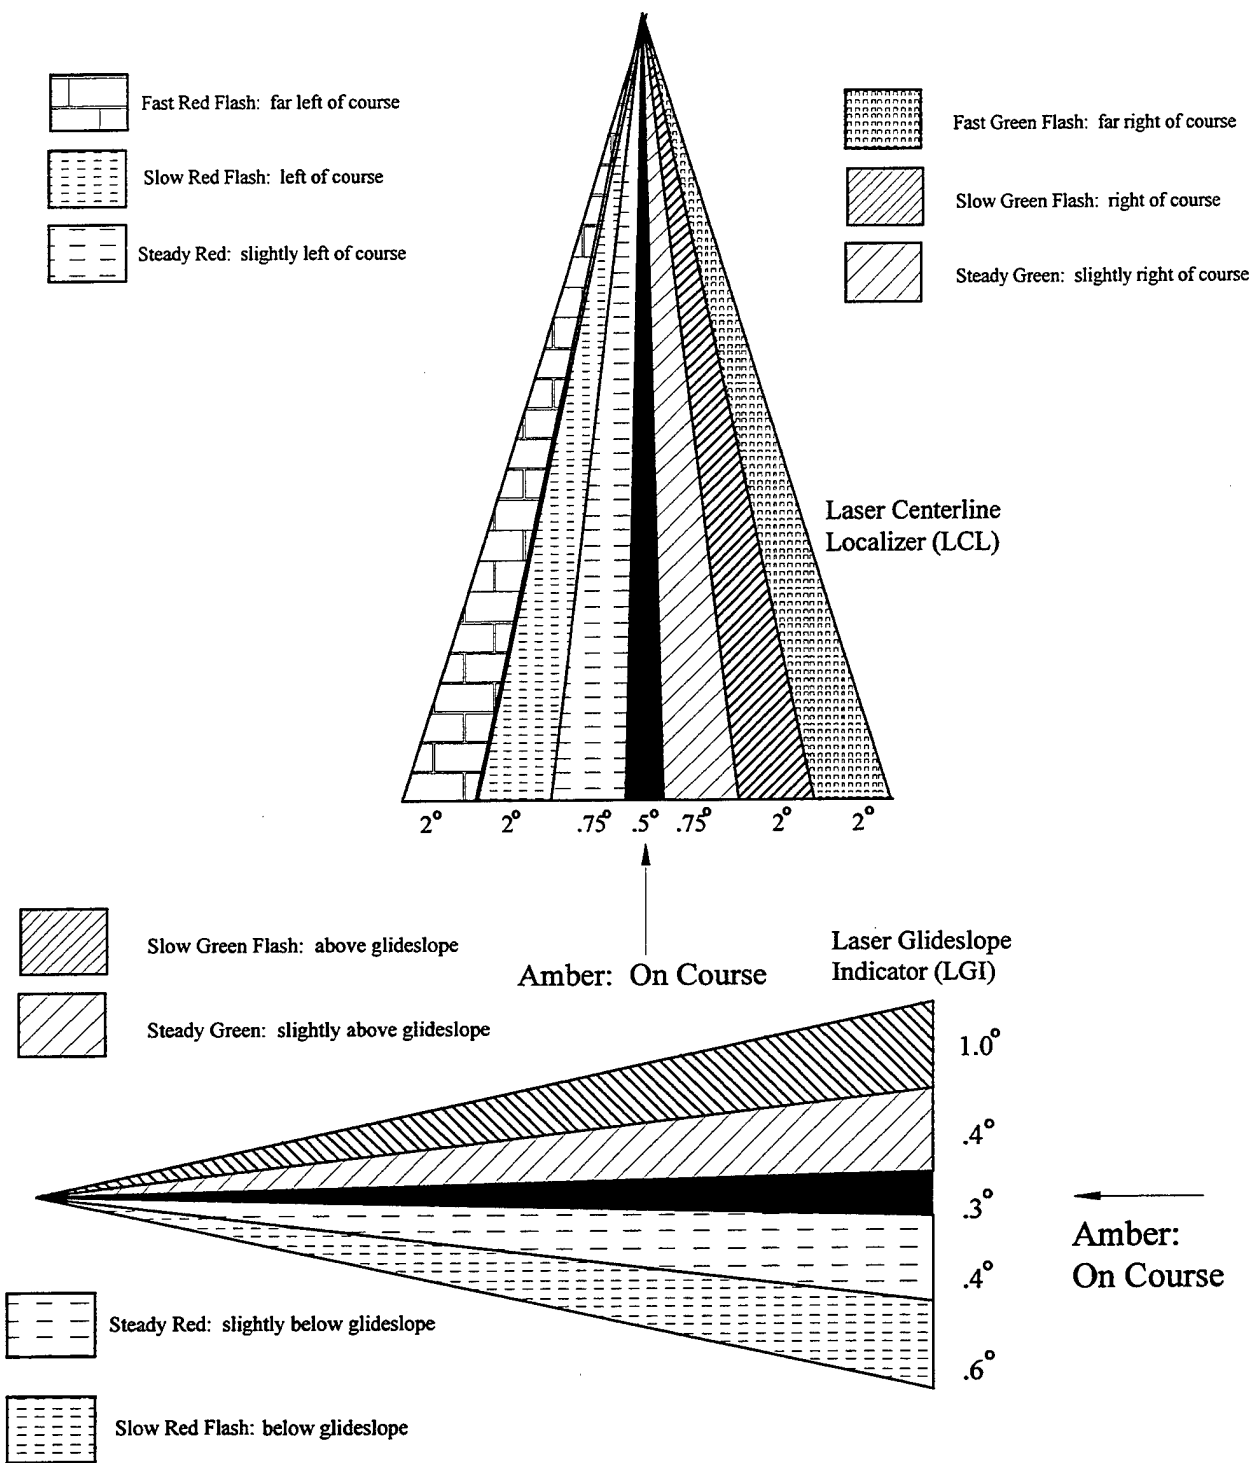 Fast Red Flash: far left of course
Slow Red Flash: left of course
Steady Red: slightly left of course
Fast Green Flash: far right of course
Slow Green Flash: right of course
Steady Green: slightly right of course
Laser Centerline
Localizer (LCL)
2° 2° .75° .5° .75° 2° 2°
Amber: On Course
Slow Green Flash: above glideslope
Steady Green: slightly above glideslope
Laser Glideslope
Indicator (LGI)
1.0°
.4°
.3°
.4°
.6°
Amber:
On Course
Steady Red: slightly below glideslope
Slow Red Flash: below glideslope